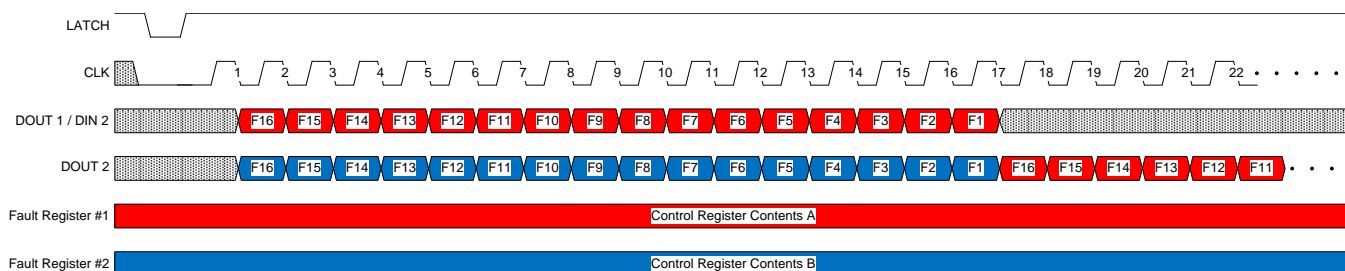 LATCH
CLK 1 2 3 4 5 6 7 8 9 10 11 12 13 14 15 16 17 18 19 20 21 22
DOUT 1 / DIN 2 F16 F15 F14 F13 F12 F11 F10 F9 F8 F7 F6 F5 F4 F3 F2 F1
DOUT 2 F16 F15 F14 F13 F12 F11 F10 F9 F8 F7 F6 F5 F4 F3 F2 F1 F16 F15 F14 F13 F12 F11
Fault Register #1 Control Register Contents A
Fault Register #2 Control Register Contents B